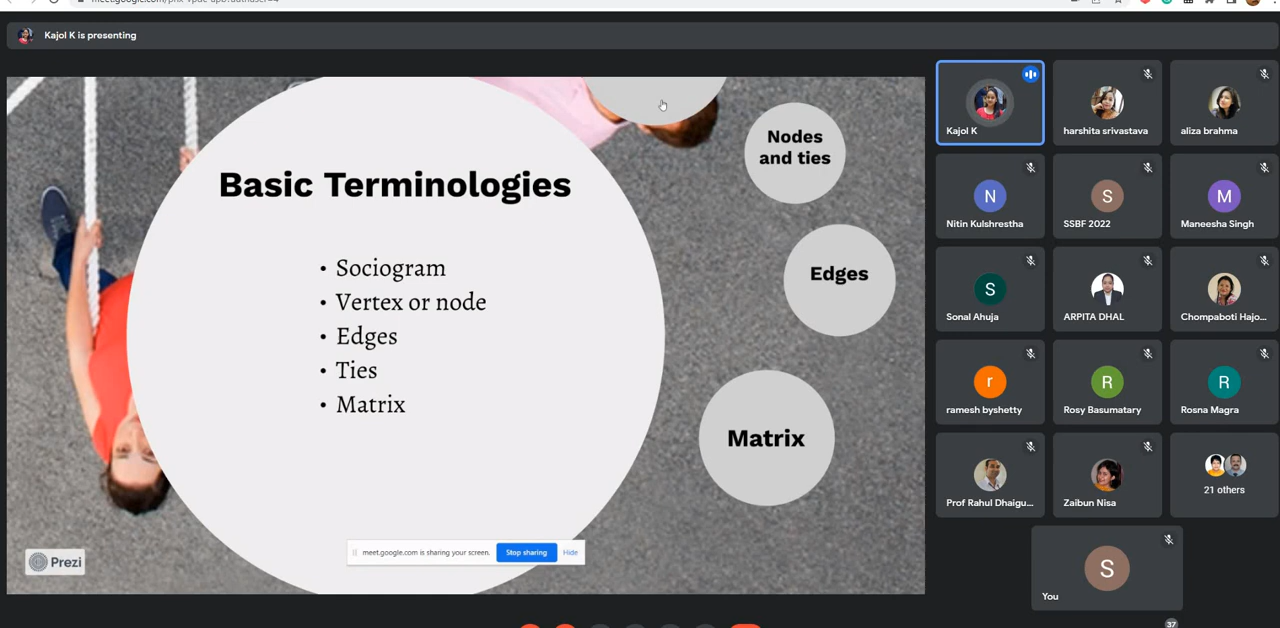 Kajol K is presenting
Basic Terminologies
• Sociogram
• Vertex or node
• Edges
• Ties
• Matrix
Nodes
and ties
Edges
Matrix
Prezi
meet.google.com is sharing your screen.
Stop sharing
Hide
Kajol K
harshita srivastava
aliza brahma
N
Nitin Kulshrestha
S
SSBF 2022
M
Maneesha Singh
S
Sonal Ahuja
ARPITA DHAL
Chompaboti Hajo...
r
ramesh byshetty
R
Rosy Basumatary
R
Rosna Magra
Prof Rahul Dhaigu...
Zaibun Nisa
21 others
S
You
37